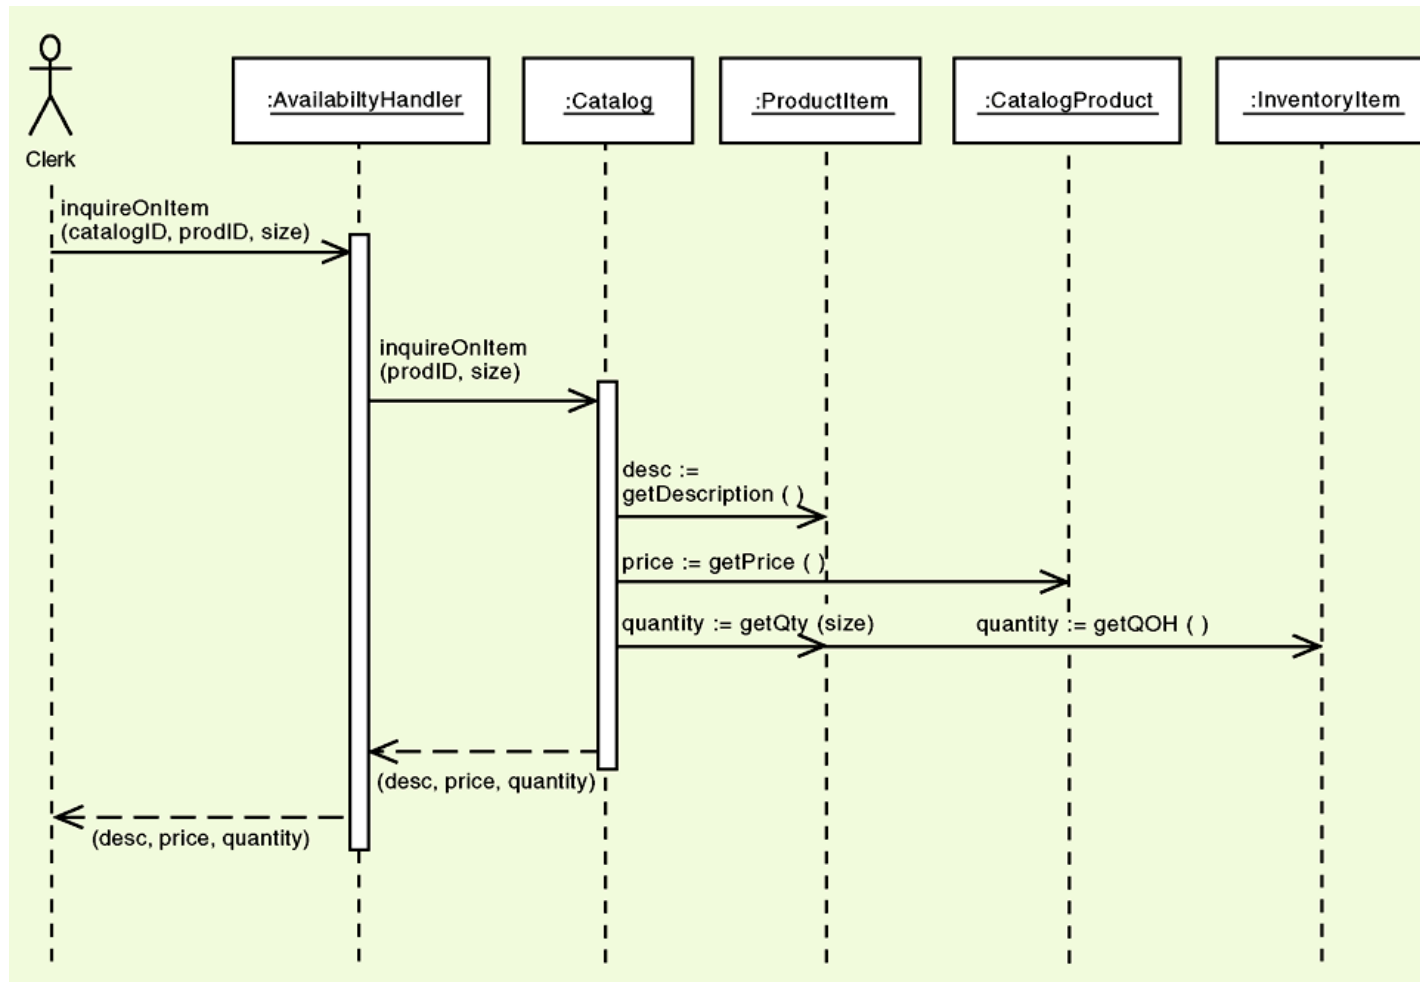 :AvailabiltyHandler
:Catalog
:ProductItem
:CatalogProduct
:InventoryItem
Clerk
inquireOnItem
(catalogID, prodID, size)
inquireOnItem
(prodID, size)
desc :=
getDescription ( )
price := getPrice ( )
quantity := getQty (size)
quantity := getQOH ( )
(desc, price, quantity)
(desc, price, quantity)